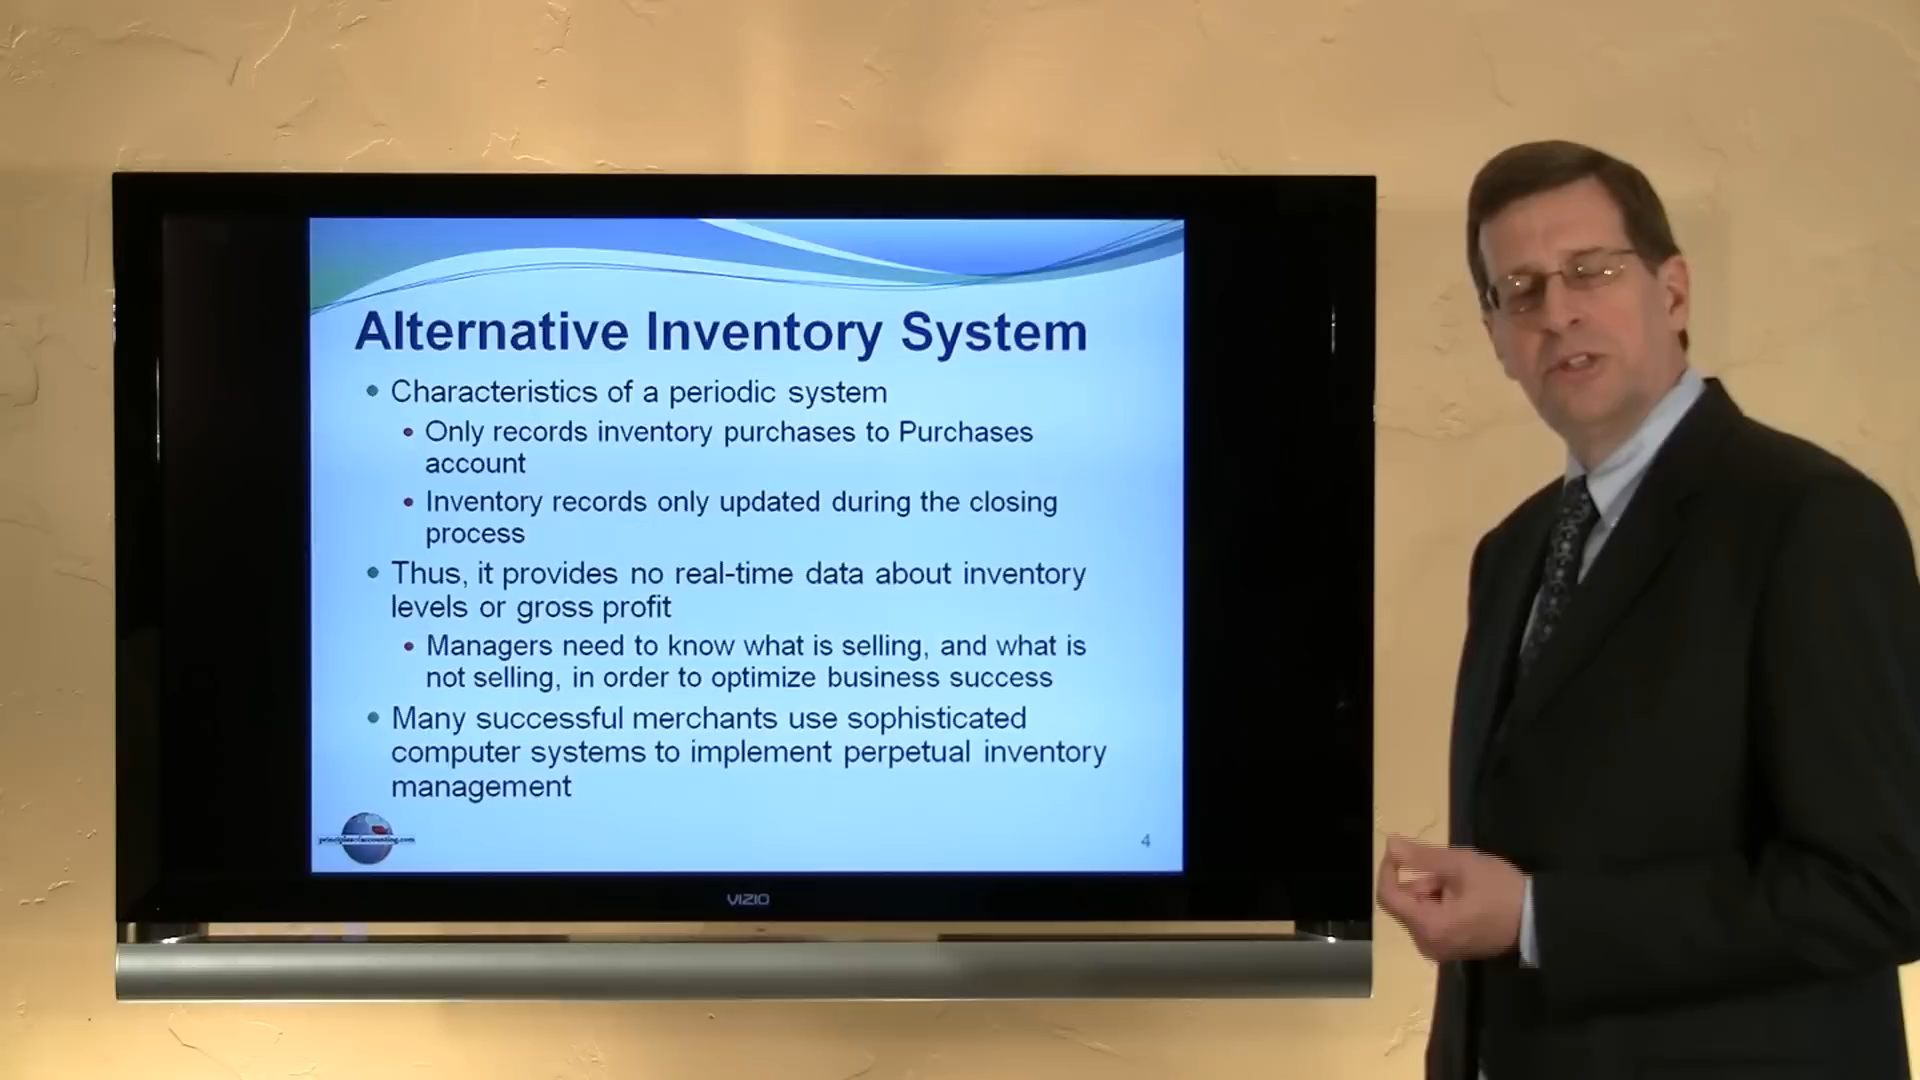 Alternative Inventory System
Characteristics of a periodic system
Only records inventory purchases to Purchases
account
Inventory records only updated during the closing
process
Thus, it provides no real-time data about inventory
levels or gross profit
Managers need to know what is selling, and what is
not selling, in order to optimize business success
Many successful merchants use sophisticated
computer systems to implement perpetual inventory
management
principlesofaccounting.com
4
VIZIO